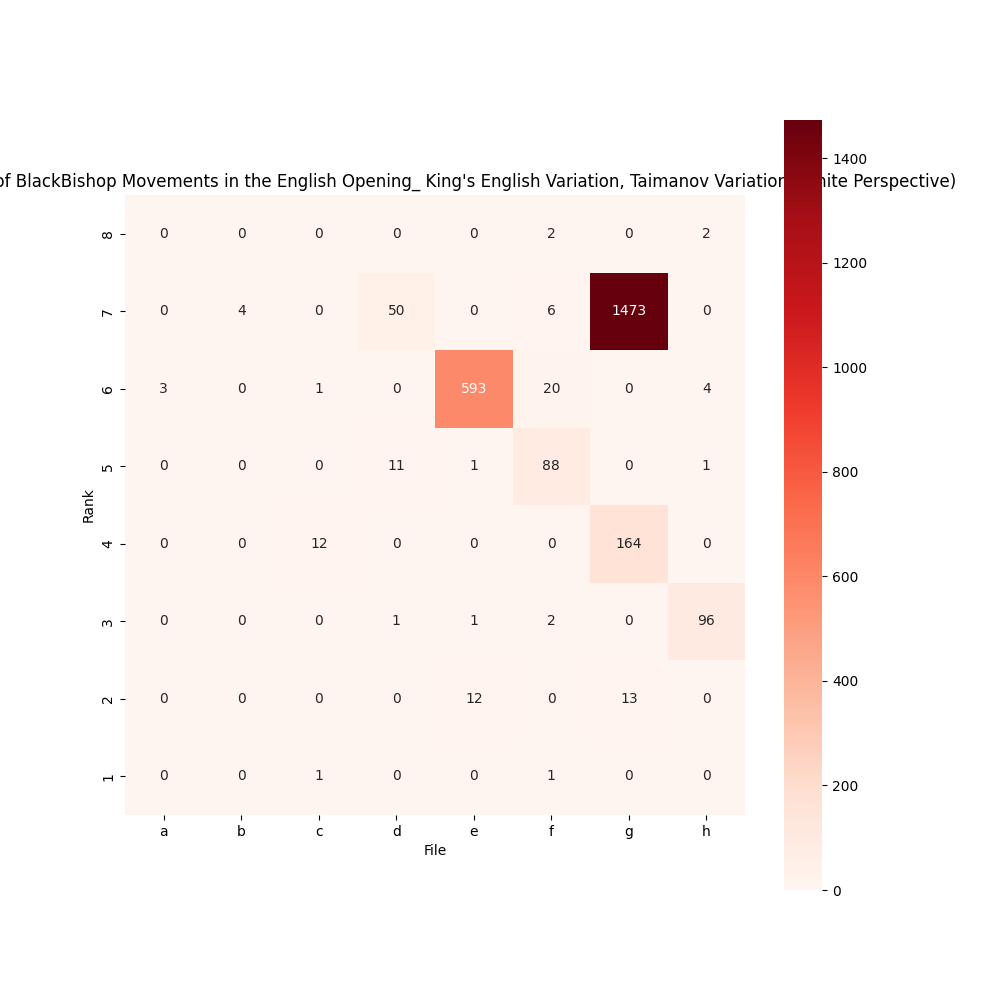 of BlackBishop Movements in the English Opening_ King's English Variation, Taimanov Variation Perspective)
1400
1200
1000
800
600
400
200
0
8 0 0 0 0 0 2 0 2
7 0 4 0 50 0 6 1473 0
6 3 0 1 0 593 20 0 4
5 0 0 0 11 1 88 0 1
Rank
4 0 0 12 0 0 0 164 0
3 0 0 0 1 1 2 0 96
2 0 0 0 0 12 0 13 0
1 0 0 1 0 0 1 0 0
a b c d e f g h
File